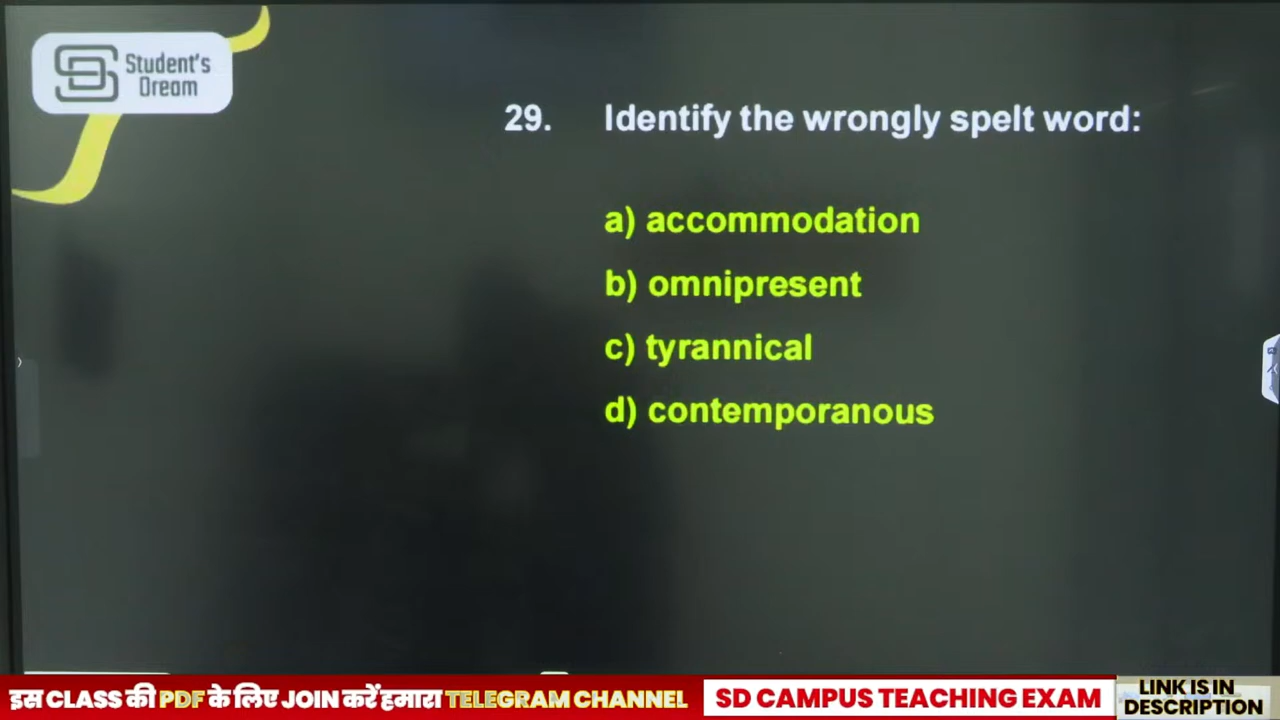 Student's
Dream
29. Identify the wrongly spelt word:
a) accommodation
b) omnipresent
c) tyrannical
d) contemporanous
इस CLASS की PDF के लिए JOIN करें हमारा TELEGRAM CHANNEL
SD CAMPUS TEACHING EXAM
LINK IS IN
DESCRIPTION